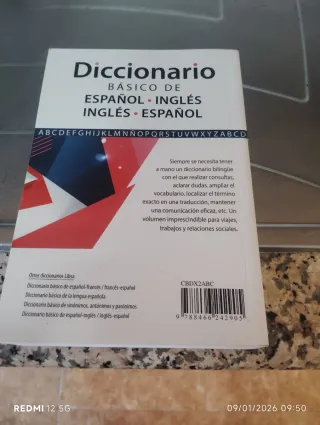 Diccionario
BÁSICO DE
ESPAÑOL · INGLÉS
INGLÉS · ESPAÑOL
ABCDEFGHIJKLMNÑOPQRSTUVWXYZABCD
Siempre se necesita tener
a mano un diccionario bilingüe
con el que realizar consultas,
aclarar dudas, ampliar el
vocabulario, localizar el término
exacto en una traducción, mantener
una comunicación eficaz, etc. Un
volumen imprescindible para viajes,
trabajos y relaciones sociales.
Otros diccionarios Libsa
Diccionario básico de español-francés / francés-español
Diccionario básico de la lengua española
Diccionario básico de sinónimos, antónimos y parónimos
Diccionario básico de español-inglés / inglés-español
CBDX2ABC
9 788466 242905
REDMI 12 5G
09/01/2026 09:50